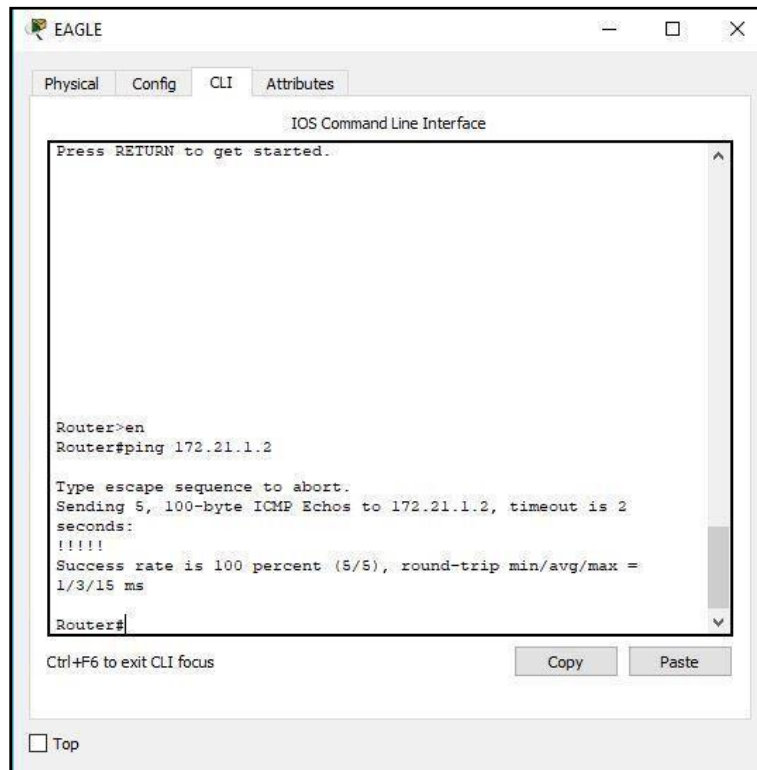 EAGLE
Physical Config CLI Attributes
IOS Command Line Interface
Press RETURN to get started.
Router>en
Router#ping 172.21.1.2
Type escape sequence to abort.
Sending 5, 100-byte ICMP Echos to 172.21.1.2, timeout is 2
seconds:
!!!!!
Success rate is 100 percent (5/5), round-trip min/avg/max =
1/3/15 ms
Router#
Ctrl+F6 to exit CLI focus
Copy Paste
Top